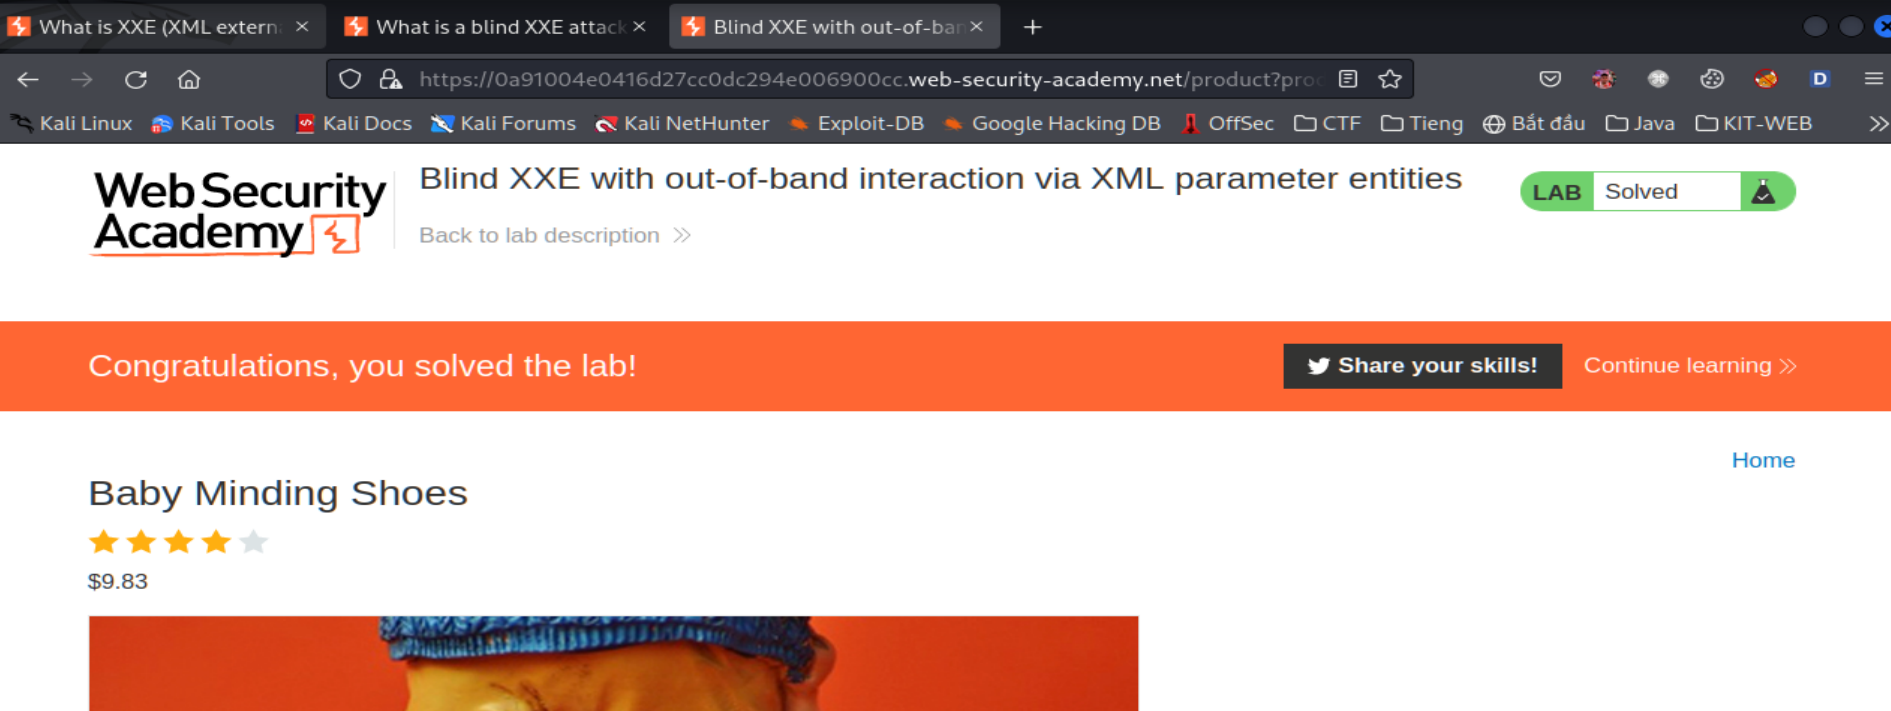 What is XXE (XML extern
What is a blind XXE attack
Blind XXE with out-of-ban
https://0a91004e0416d27cc0dc294e006900cc.web-security-academy.net/product?proc
Kali Linux Kali Tools Kali Docs Kali Forums Kali NetHunter Exploit-DB Google Hacking DB OffSec CTF Tieng Bắt đầu Java KIT-WEB
Web Security
Academy
Blind XXE with out-of-band interaction via XML parameter entities
Back to lab description
LAB Solved
Congratulations, you solved the lab!
Share your skills!
Continue learning
Home
Baby Minding Shoes
$9.83